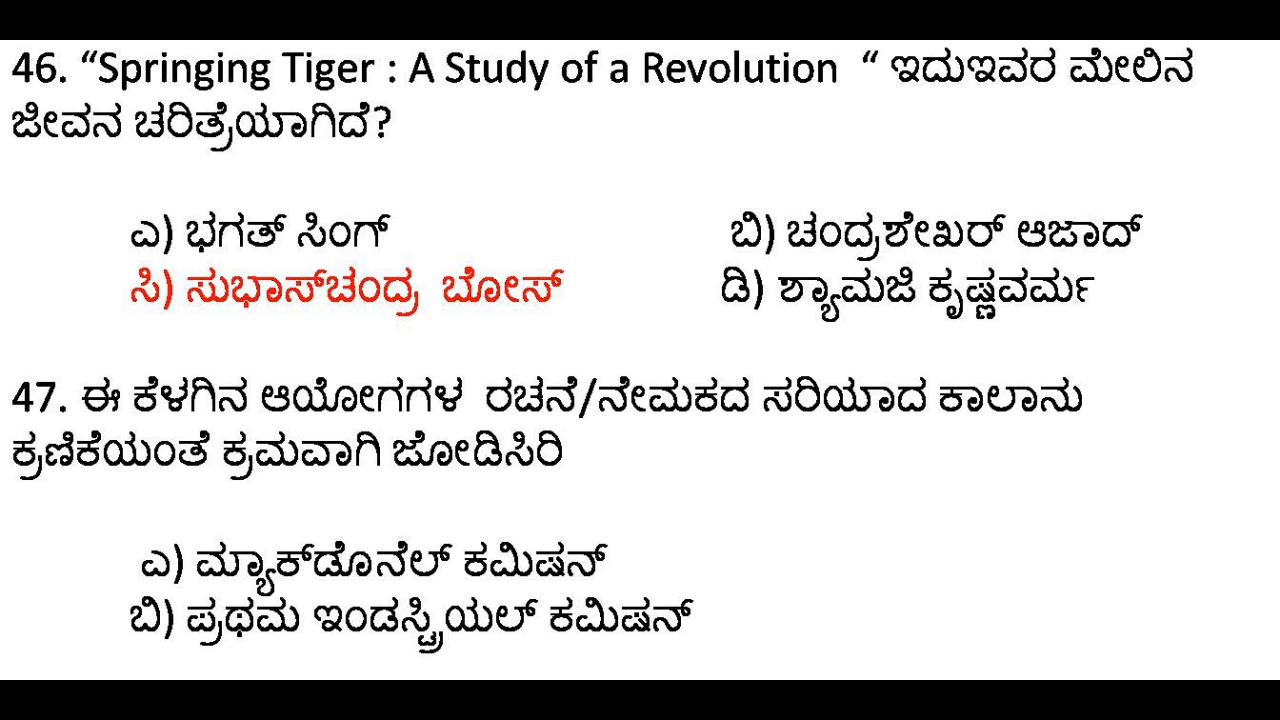 46. “Springing Tiger : A Study of a Revolution “ ಇದುಇವರ ಮೇಲಿನ
ಜೀವನ ಚರಿತ್ರೆಯಾಗಿದೆ?
ಎ) ಭಗತ್ ಸಿಂಗ್ ಬಿ) ಚಂದ್ರಶೇಖರ್ ಆಜಾದ್
ಸಿ) ಸುಭಾಸ್‌ಚಂದ್ರ ಬೋಸ್ ಡಿ) ಶ್ಯಾಮಜಿ ಕೃಷ್ಣವರ್ಮ
47. ಈ ಕೆಳಗಿನ ಆಯೋಗಗಳ ರಚನೆ/ನೇಮಕದ ಸರಿಯಾದ ಕಾಲಾನು
ಕ್ರಣಿಕೆಯಂತೆ ಕ್ರಮವಾಗಿ ಜೋಡಿಸಿರಿ
ಎ) ಮ್ಯಾಕ್‌ಡೊನೆಲ್ ಕಮಿಷನ್
ಬಿ) ಪ್ರಥಮ ಇಂಡಸ್ಟ್ರಿಯಲ್ ಕಮಿಷನ್